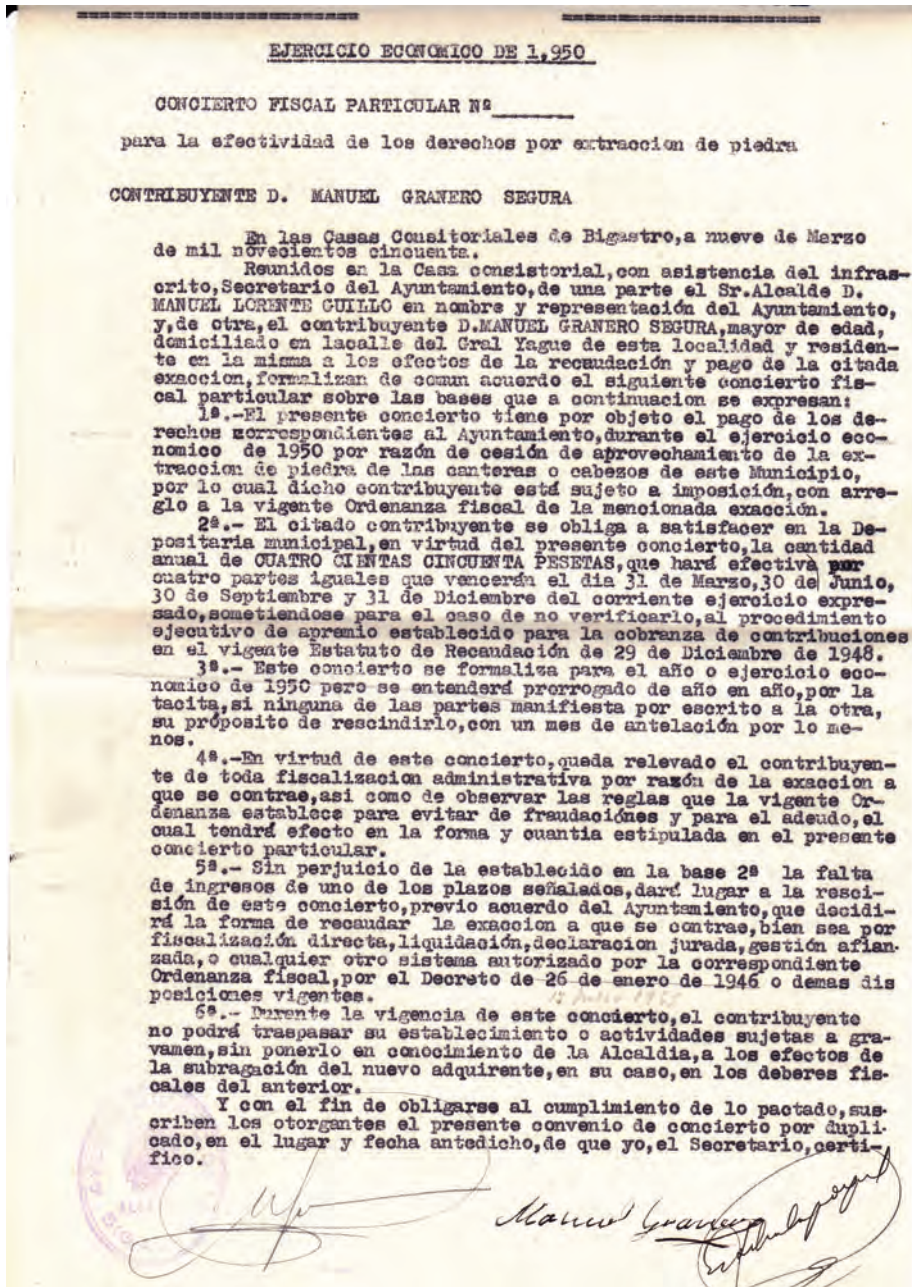 EJERCICIO ECONOMICO DE 1,950
CONCIERTO FISCAL PARTICULAR Nº
para la efectividad de los derechos por extraccion de piedra
CONTRIBUYENTE D. MANUEL GRANERO SEGURA
En las Casas Cousitoriales de Bigastro,a nueve de Marzo
de mil novecientos cincuenta.
Reunidos en la Casa consistorial,con asistencia del infras-
crito,Secretario del Ayuntamiento,de una parte el Sr.Alcalde D.
MANUEL LORENTE GUILLO en nombre y representación del Ayuntamiento,
y,de otra,el contribuyente D.MANUEL GRANERO SEGURA,mayor de edad,
domiciliado en lacalle del Gral Yague de esta localidad y residen-
te en la misma a los efectos de la recaudación y pago de la citada
exaccion,formalizan de comun acuerdo el siguiente concierto fis-
cal particular sobre las bases que a continuacion se expresan:
1ª.-El presente concierto tiene por objeto el pago de los de-
rechos correspondientes al Ayuntamiento,durante el ejercicio eco-
nomico de 1950 por razón de cesión de aprovechamiento de la ex-
traccion de piedra de las canteras o cabezos de este Municipio,
por lo cual dicho contribuyente está sujeto a imposición,con arre-
glo a la vigente Ordenanza fiscal de la mencionada exacción.
2ª.- El citado contribuyente se obliga a satisfacer en la De-
positaria municipal,en virtud del presente concierto,la cantidad
anual de CUATRO CIENTAS CINCUENTA PESETAS,que hará efectiva por
cuatro partes iguales que vencerán el dia 31 de Marzo,30 de Junio,
30 de Septiembre y 31 de Diciembre del corriente ejercicio expre-
sado,sometiendose para el caso de no verificarlo,al procedimiento
ejecutivo de apremio establecido para la cobranza de contribuciones
en el vigente Estatuto de Recaudación de 29 de Diciembre de 1948.
3ª.- Este concierto se formaliza para el año o ejercicio eco-
nomico de 1950 pero se entenderá prorrogado de año en año,por la
tacita,si ninguna de las partes manifiesta por escrito a la otra,
su próposito de rescindirlo,con un mes de antelación por lo me-
nos.
4ª.-En virtud de este concierto,queda relevado el contribuyen-
te de toda fiscalizacion administrativa por razón de la exaccion a
que se contrae,asi como de observar las reglas que la vigente Or-
denanza establece para evitar de fraudaciónes y para el adeudo,el
cual tendrá efecto en la forma y cuantia estipulada en el presente
concierto particular.
5ª.- Sin perjuicio de la establecido en la base 2ª la falta
de ingresos de uno de los plazos señalados,dará lugar a la resci-
sión de este concierto,previo acuerdo del Ayuntamiento,que decidi-
rá la forma de recaudar la exaccion a que se contrae,bien sea por
fiscalización directa,liquidación,declaracion jurada,gestión afian-
zada,o cualquier otro sistema autorizado por la correspondiente
Ordenanza fiscal,por el Decreto de 26 de enero de 1946 o demas dis
posiciones vigentes.
6ª.- Durente la vigencia de este concierto,el contribuyente
no podrá traspasar su establecimiento o actividades sujetas a gra-
vamen,sin ponerlo en conocimiento de la Alcaldia,a los efectos de
la subragación del nuevo adquirente,en su caso,en los deberes fis-
cales del anterior.
Y con el fin de obligarse al cumplimiento de lo pactado,sus-
criben los otorgantes el presente convenio de concierto por dupli-
cado,en el lugar y fecha antedicho,de que yo,el Secretario,certi-
fico.
Manuel Granero